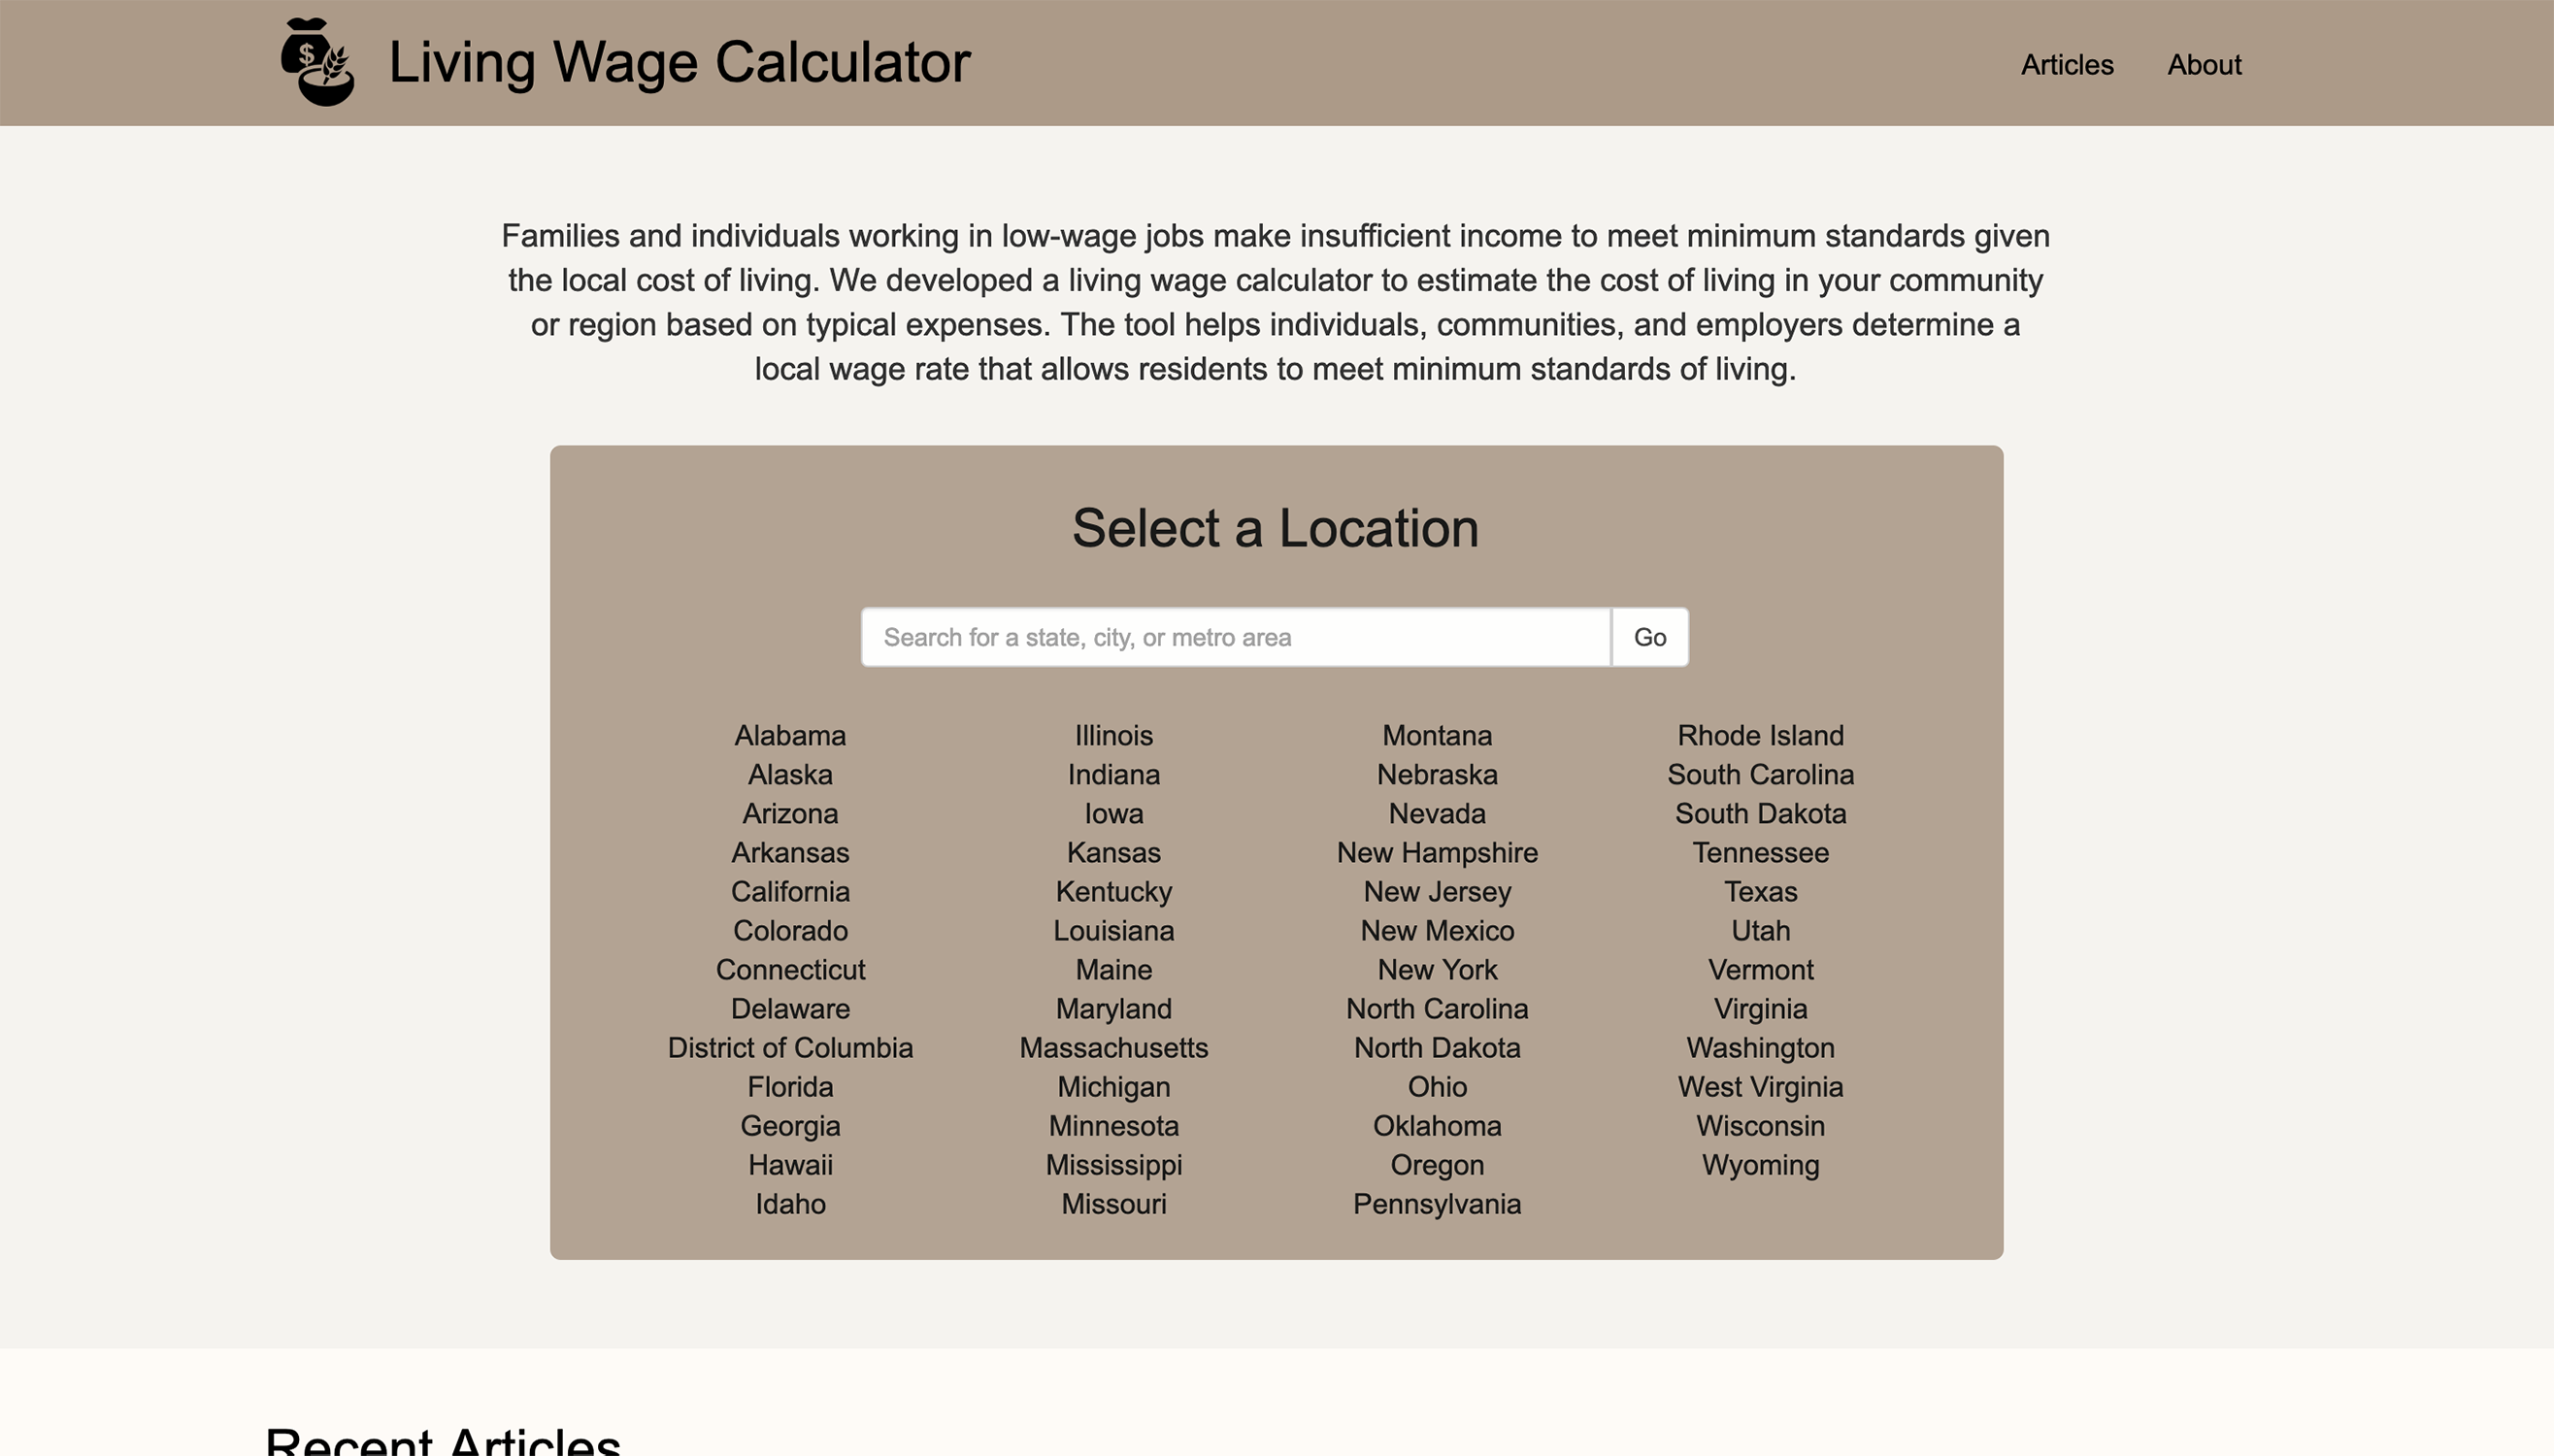 Living Wage Calculator
Articles
About
Families and individuals working in low-wage jobs make insufficient income to meet minimum standards given
the local cost of living. We developed a living wage calculator to estimate the cost of living in your community
or region based on typical expenses. The tool helps individuals, communities, and employers determine a
local wage rate that allows residents to meet minimum standards of living.
Select a Location
Search for a state, city, or metro area
Go
Alabama
Alaska
Arizona
Arkansas
California
Colorado
Connecticut
Delaware
District of Columbia
Florida
Georgia
Hawaii
Idaho
Illinois
Indiana
Iowa
Kansas
Kentucky
Louisiana
Maine
Maryland
Massachusetts
Michigan
Minnesota
Mississippi
Missouri
Montana
Nebraska
Nevada
New Hampshire
New Jersey
New Mexico
New York
North Carolina
North Dakota
Ohio
Oklahoma
Oregon
Pennsylvania
Rhode Island
South Carolina
South Dakota
Tennessee
Texas
Utah
Vermont
Virginia
Washington
West Virginia
Wisconsin
Wyoming
Recent Articles